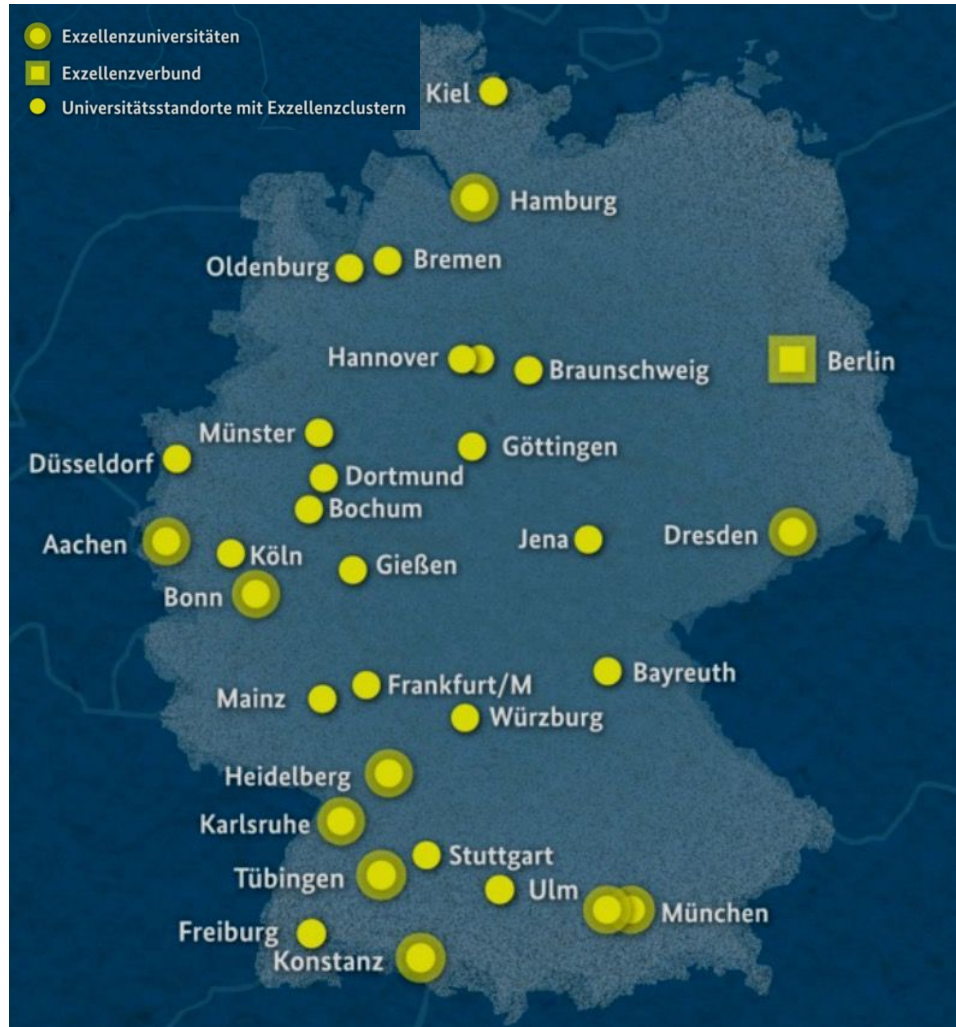 Exzellenzuniversitäten
Exzellenzverbund
Universitätsstandorte mit Exzellenzclustern
Kiel
Hamburg
Oldenburg
Bremen
Hannover
Braunschweig
Berlin
Münster
Göttingen
Düsseldorf
Dortmund
Bochum
Aachen
Köln
Jena
Dresden
Gießen
Bonn
Bayreuth
Mainz
Frankfurt/M
Würzburg
Heidelberg
Karlsruhe
Stuttgart
Tübingen
Ulm
München
Freiburg
Konstanz